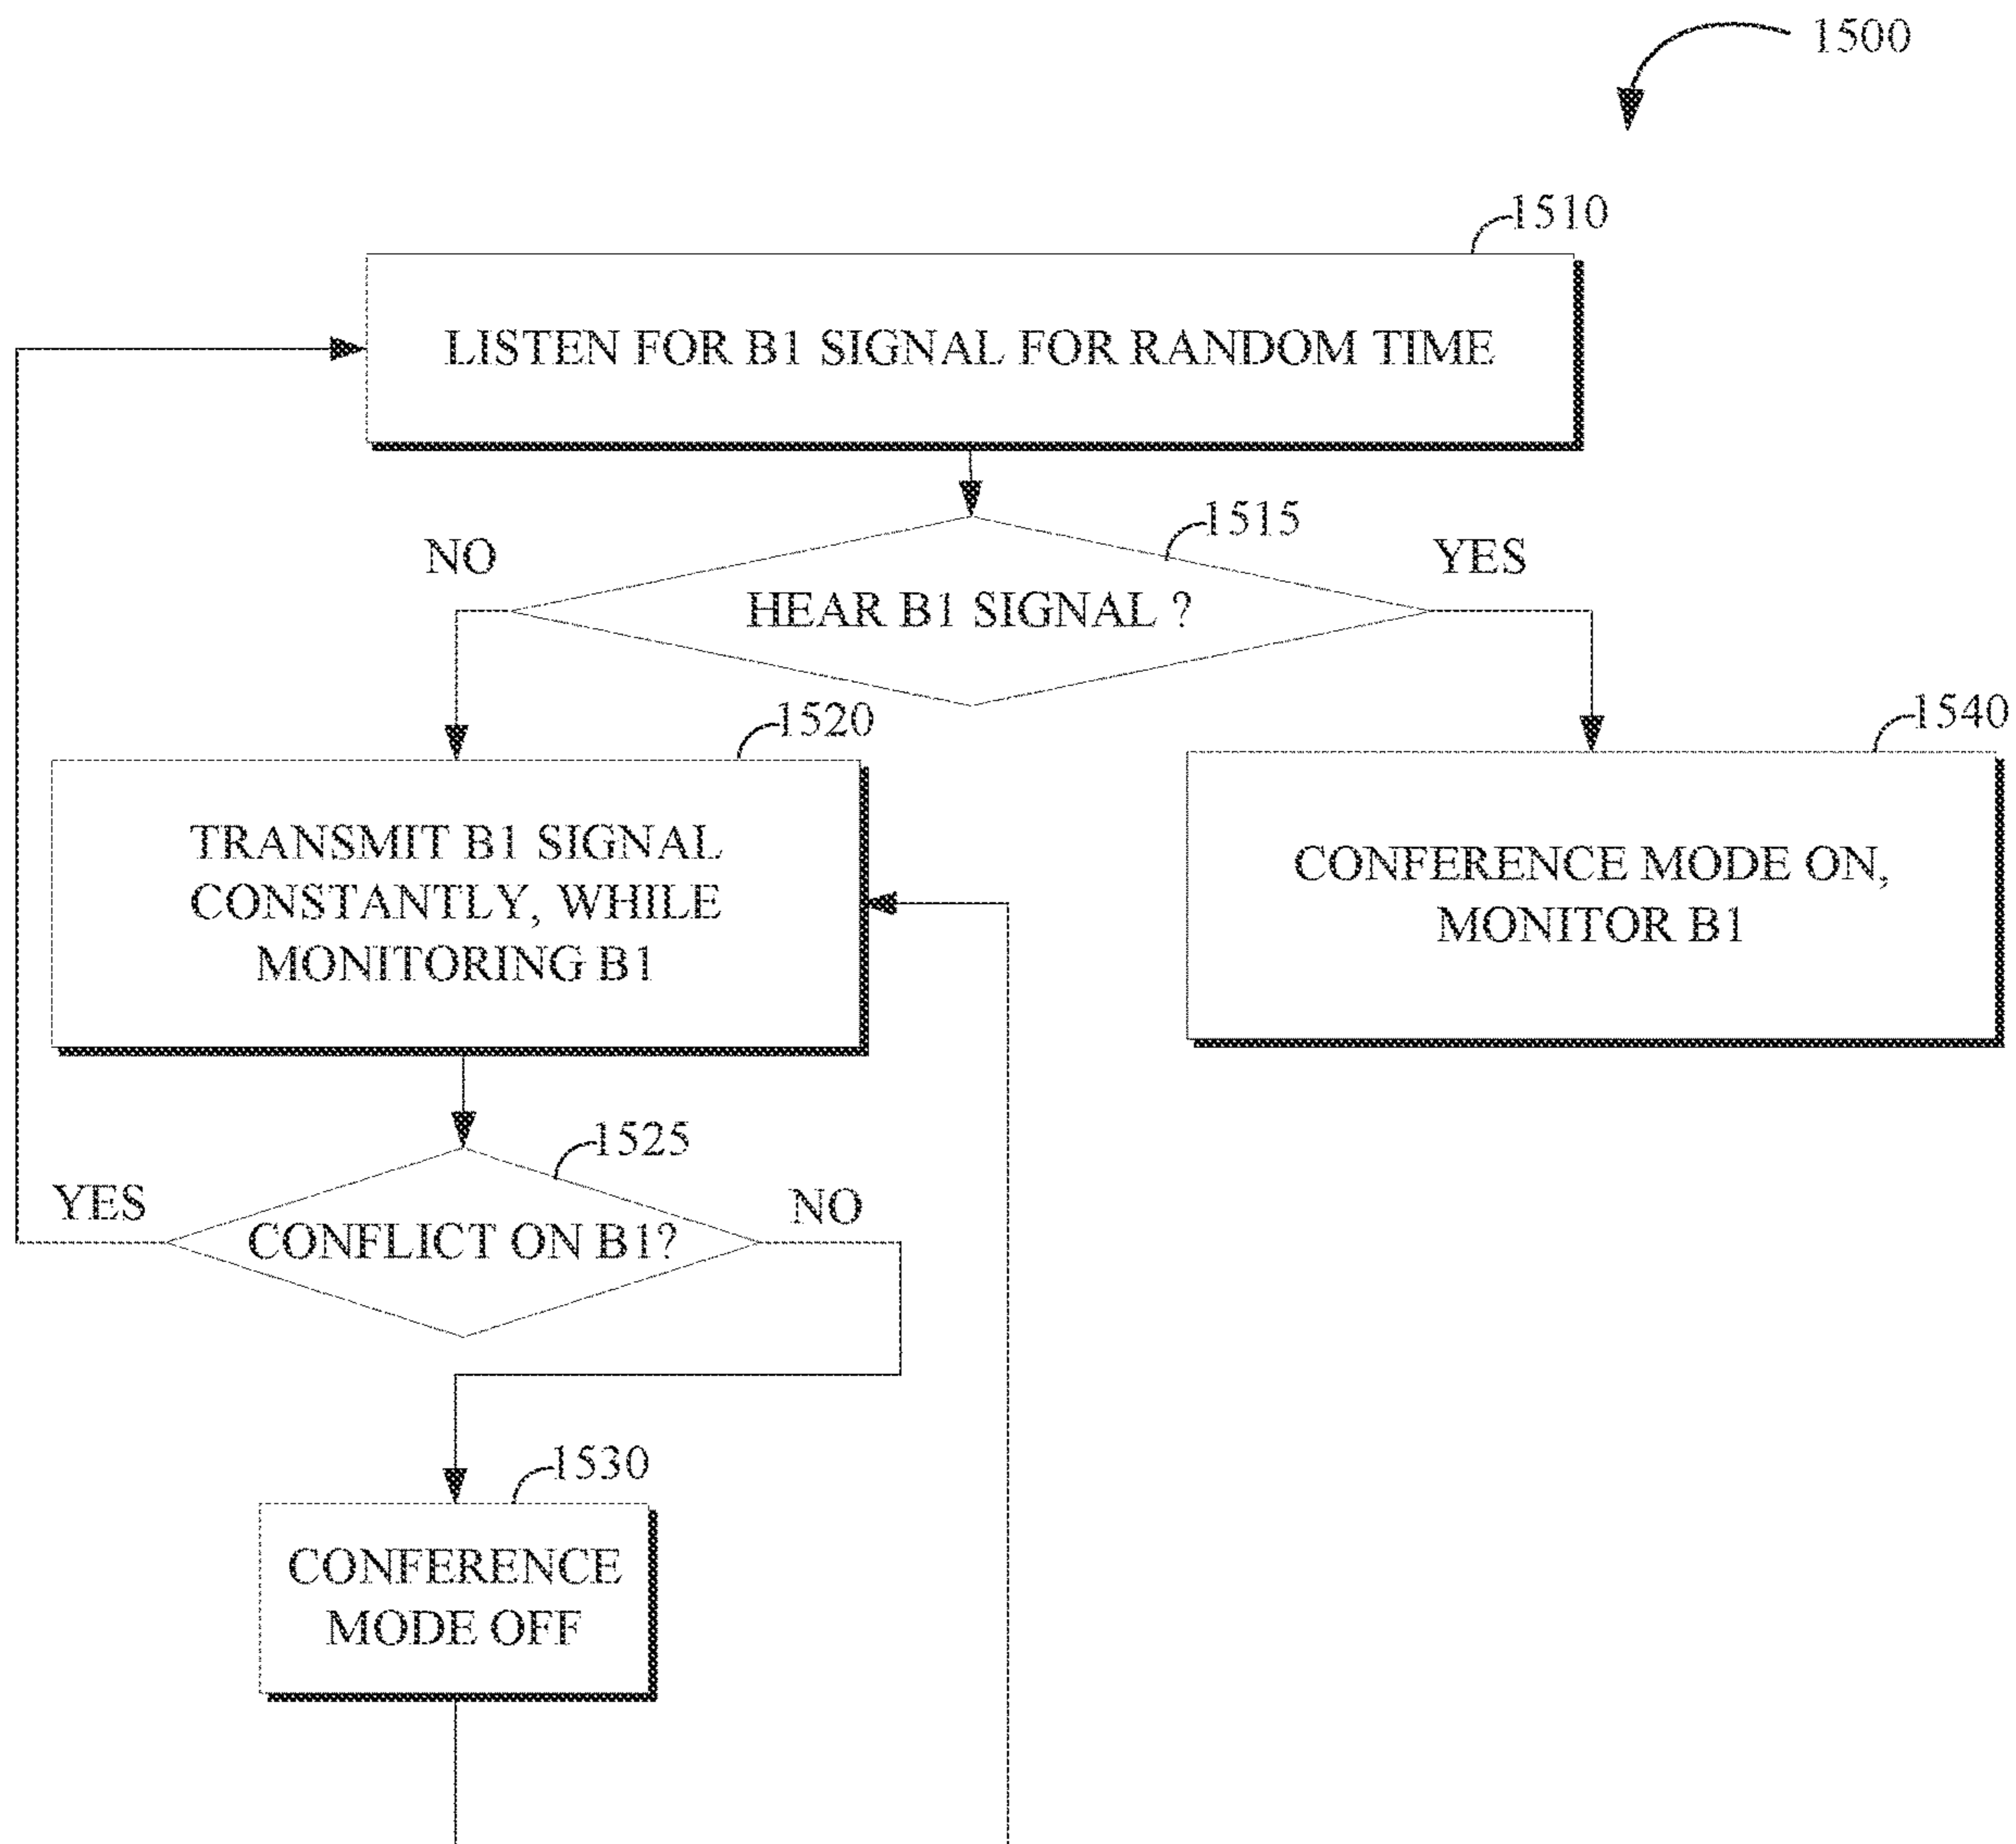 1500
1510
LISTEN FOR B1 SIGNAL FOR RANDOM TIME
1515
NO
YES
HEAR B1 SIGNAL ?
1520
1540
TRANSMIT B1 SIGNAL
CONSTANTLY, WHILE
MONITORING B1
CONFERENCE MODE ON,
MONITOR B1
1525
YES
NO
CONFLICT ON B1?
1530
CONFERENCE
MODE OFF